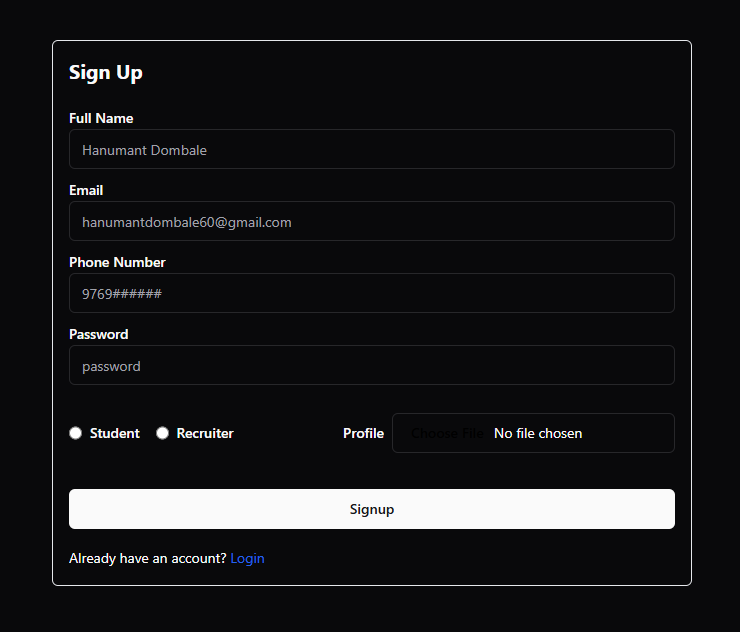 Sign Up
Full Name
Hanumant Dombale
Email
hanumantdombale60@gmail.com
Phone Number
9769######
Password
password
Student Recruiter Profile Choose File No file chosen
Signup
Already have an account? Login